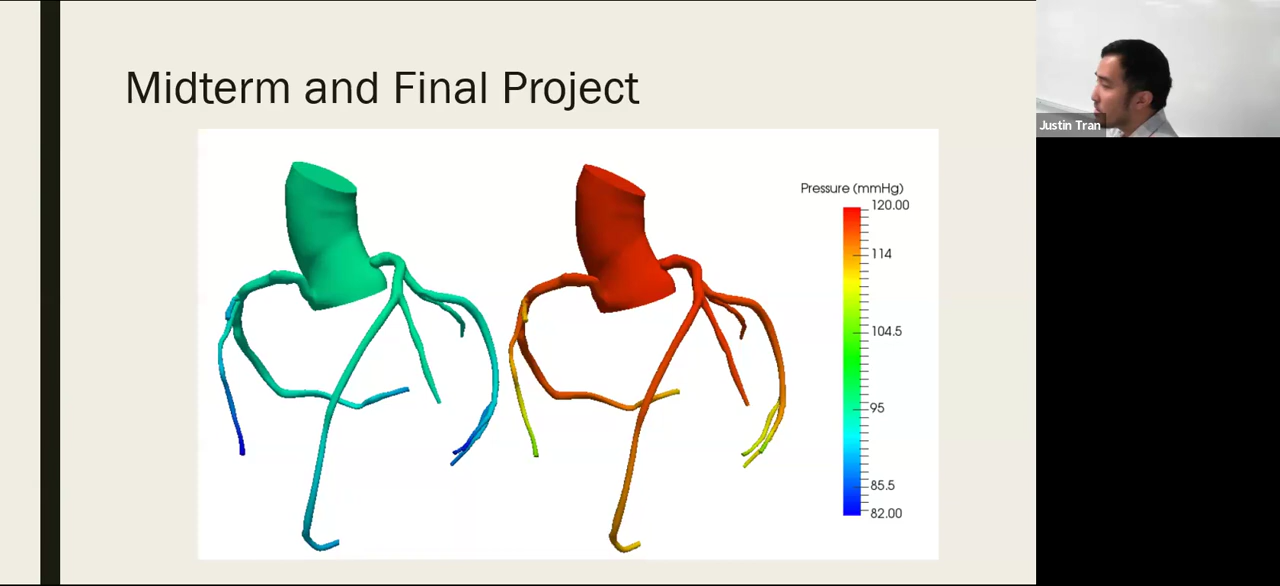 Midterm and Final Project
Justin Tran
Pressure (mmHg)
120.00
114
104.5
95
85.5
82.00